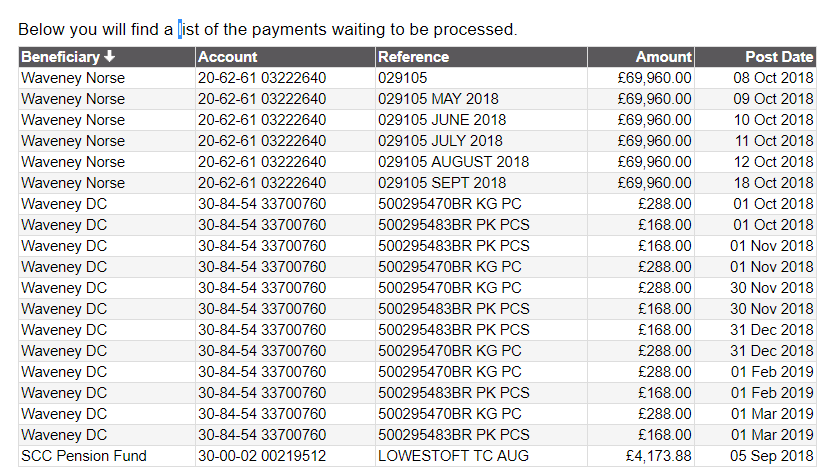 Below you will find a list of the payments waiting to be processed.
Beneficiary Account Reference Amount Post Date
Waveney Norse 20-62-61 03222640 029105 £69,960.00 08 Oct 2018
Waveney Norse 20-62-61 03222640 029105 MAY 2018 £69,960.00 09 Oct 2018
Waveney Norse 20-62-61 03222640 029105 JUNE 2018 £69,960.00 10 Oct 2018
Waveney Norse 20-62-61 03222640 029105 JULY 2018 £69,960.00 11 Oct 2018
Waveney Norse 20-62-61 03222640 029105 AUGUST 2018 £69,960.00 12 Oct 2018
Waveney Norse 20-62-61 03222640 029105 SEPT 2018 £69,960.00 18 Oct 2018
Waveney DC 30-84-54 33700760 500295470BR KG PC £288.00 01 Oct 2018
Waveney DC 30-84-54 33700760 500295483BR PK PCS £168.00 01 Oct 2018
Waveney DC 30-84-54 33700760 500295483BR PK PCS £168.00 01 Nov 2018
Waveney DC 30-84-54 33700760 500295470BR KG PC £288.00 01 Nov 2018
Waveney DC 30-84-54 33700760 500295470BR KG PC £288.00 30 Nov 2018
Waveney DC 30-84-54 33700760 500295483BR PK PCS £168.00 30 Nov 2018
Waveney DC 30-84-54 33700760 500295483BR PK PCS £168.00 31 Dec 2018
Waveney DC 30-84-54 33700760 500295470BR KG PC £288.00 31 Dec 2018
Waveney DC 30-84-54 33700760 500295470BR KG PC £288.00 01 Feb 2019
Waveney DC 30-84-54 33700760 500295483BR PK PCS £168.00 01 Feb 2019
Waveney DC 30-84-54 33700760 500295470BR KG PC £288.00 01 Mar 2019
Waveney DC 30-84-54 33700760 500295483BR PK PCS £168.00 01 Mar 2019
SCC Pension Fund 30-00-02 00219512 LOWESTOFT TC AUG £4,173.88 05 Sep 2018